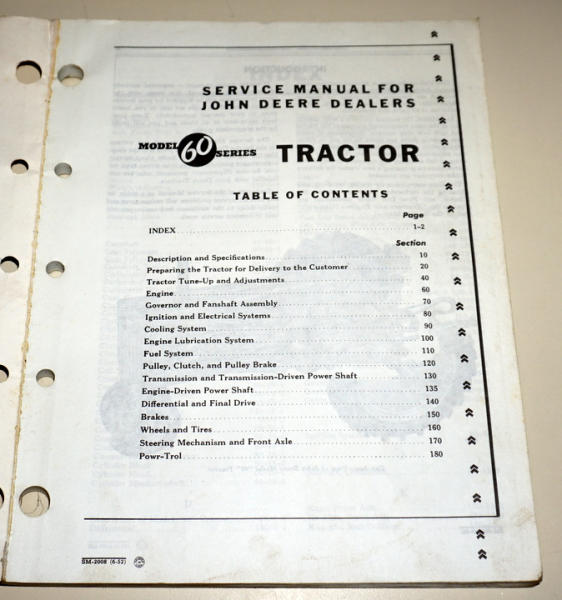 SERVICE MANUAL FOR
JOHN DEERE DEALERS
MODEL 60 SERIES TRACTOR
TABLE OF CONTENTS
Page
INDEX 1-2
Section
Description and Specifications 10
Preparing the Tractor for Delivery to the Customer 20
Tractor Tune-Up and Adjustments 40
Engine 60
Governor and Fanshaft Assembly 70
Ignition and Electrical Systems 80
Cooling System 90
Engine Lubrication System 100
Fuel System 110
Pulley, Clutch, and Pulley Brake 120
Transmission and Transmission-Driven Power Shaft 130
Engine-Driven Power Shaft 135
Differential and Final Drive 140
Brakes 150
Wheels and Tires 160
Steering Mechanism and Front Axle 170
Powr-Trol 180
SM-2008 (6-52)